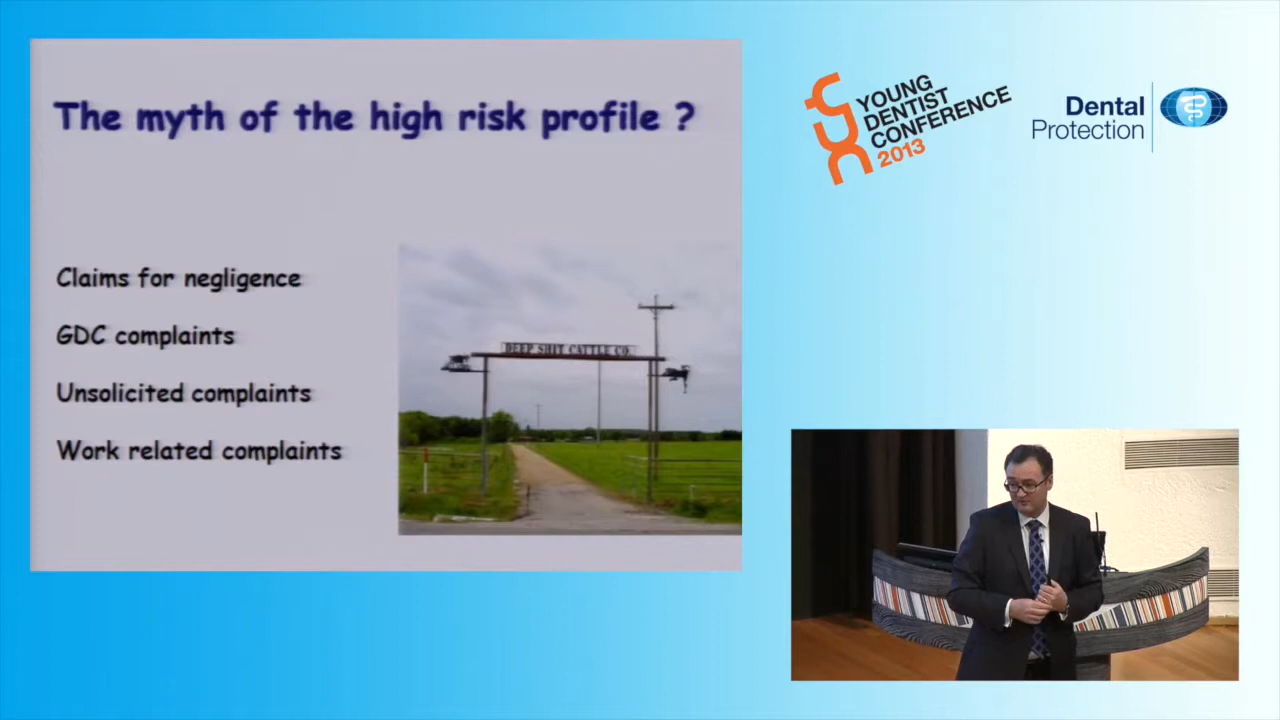 The myth of the high risk profile ?
Claims for negligence
GDC complaints
Unsolicited complaints
Work related complaints
DEEP SHIT CATTLE CO.
YOUNG
DENTIST
CONFERENCE
2013
Dental
Protection